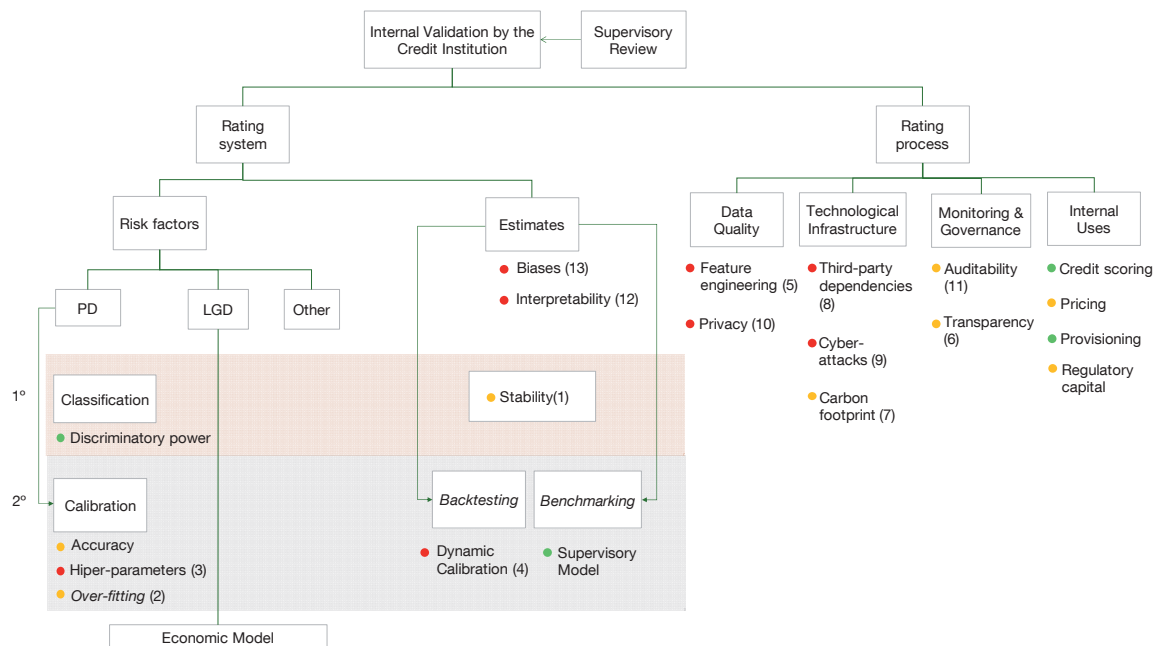 Internal Validation by the
Credit Institution
Supervisory
Review
Rating
system
Rating
process
Risk factors
Estimates
Data
Quality
Technological
Infrastructure
Monitoring &
Governance
Internal
Uses
Biases (13)
Interpretability (12)
Feature
engineering (5)
Privacy (10)
Third-party
dependencies
(8)
Cyber-
attacks (9)
Carbon
footprint (7)
Auditability
(11)
Transparency
(6)
Credit scoring
Pricing
Provisioning
Regulatory
capital
PD
LGD
Other
1º
Classification
Discriminatory power
Stability(1)
2º
Calibration
Accuracy
Hiper-parameters (3)
Over-fitting (2)
Backtesting
Benchmarking
Dynamic
Calibration (4)
Supervisory
Model
Economic Model